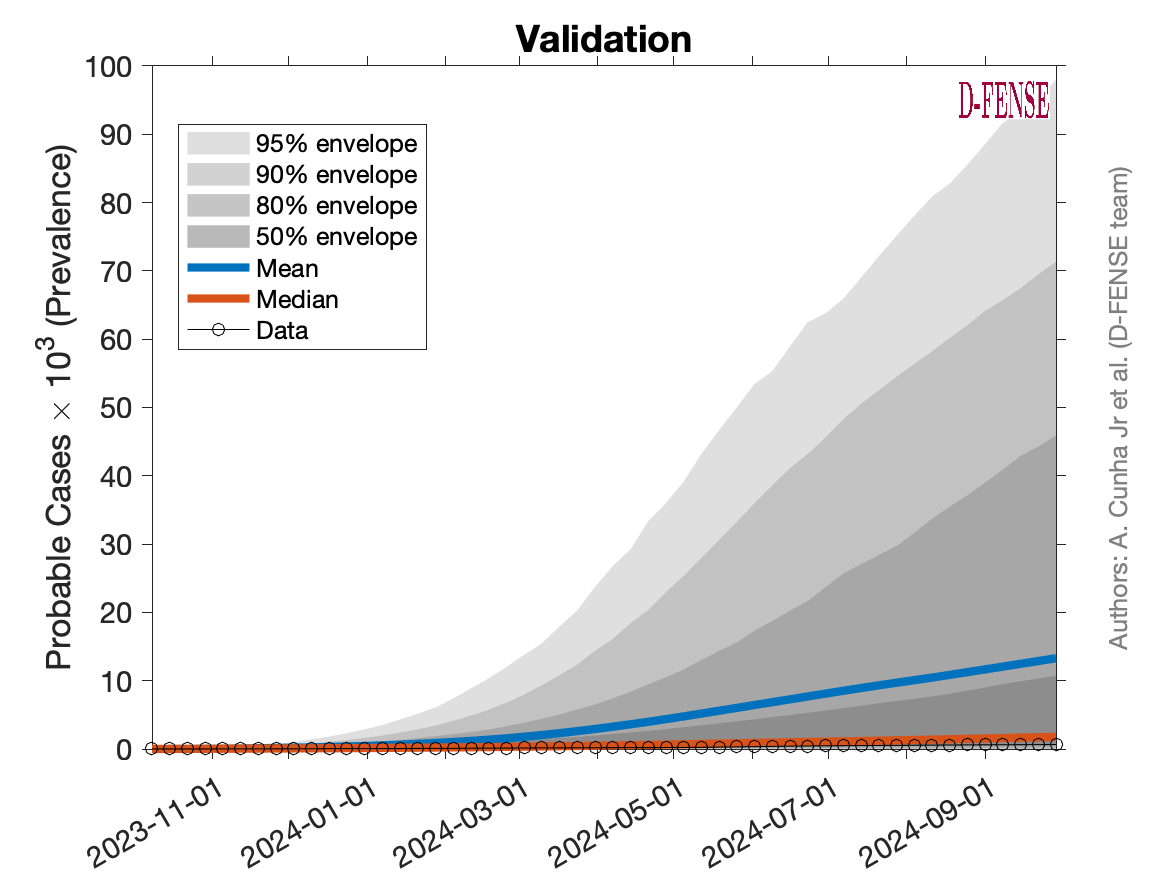 Validation
D-FENSE
Probable Cases × 10³ (Prevalence)
100
90
80
70
60
50
40
30
20
10
0
95% envelope
90% envelope
80% envelope
50% envelope
Mean
Median
Data
2023-11-01
2024-01-01
2024-03-01
2024-05-01
2024-07-01
2024-09-01
Authors: A. Cunha Jr et al. (D-FENSE team)